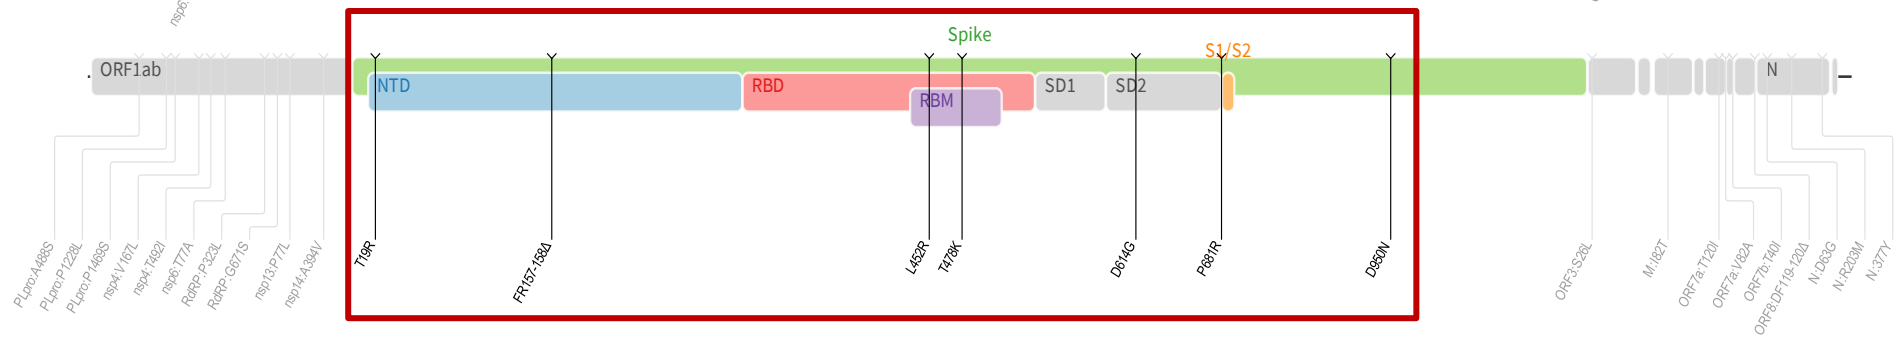 nsp6:
Spike
S1/S2
ORF1ab
NTD
RBD
RBM
SD1
SD2
N
PLpro:A488S
PLpro:P1228L
PLpro:P1469S
nsp4:V167L
nsp4:T492I
nsp6:T77A
RdRP:P323L
RdRP:G671S
nsp13:P77L
nsp14:A394V
T19R
FR157-158Δ
L452R
T478K
D614G
P681R
D950N
ORF3:S26L
M:I82T
ORF7a:T120I
ORF7a:V82A
ORF7b:T40I
ORF8:DF119-120Δ
N:D63G
N:R203M
N:377Y